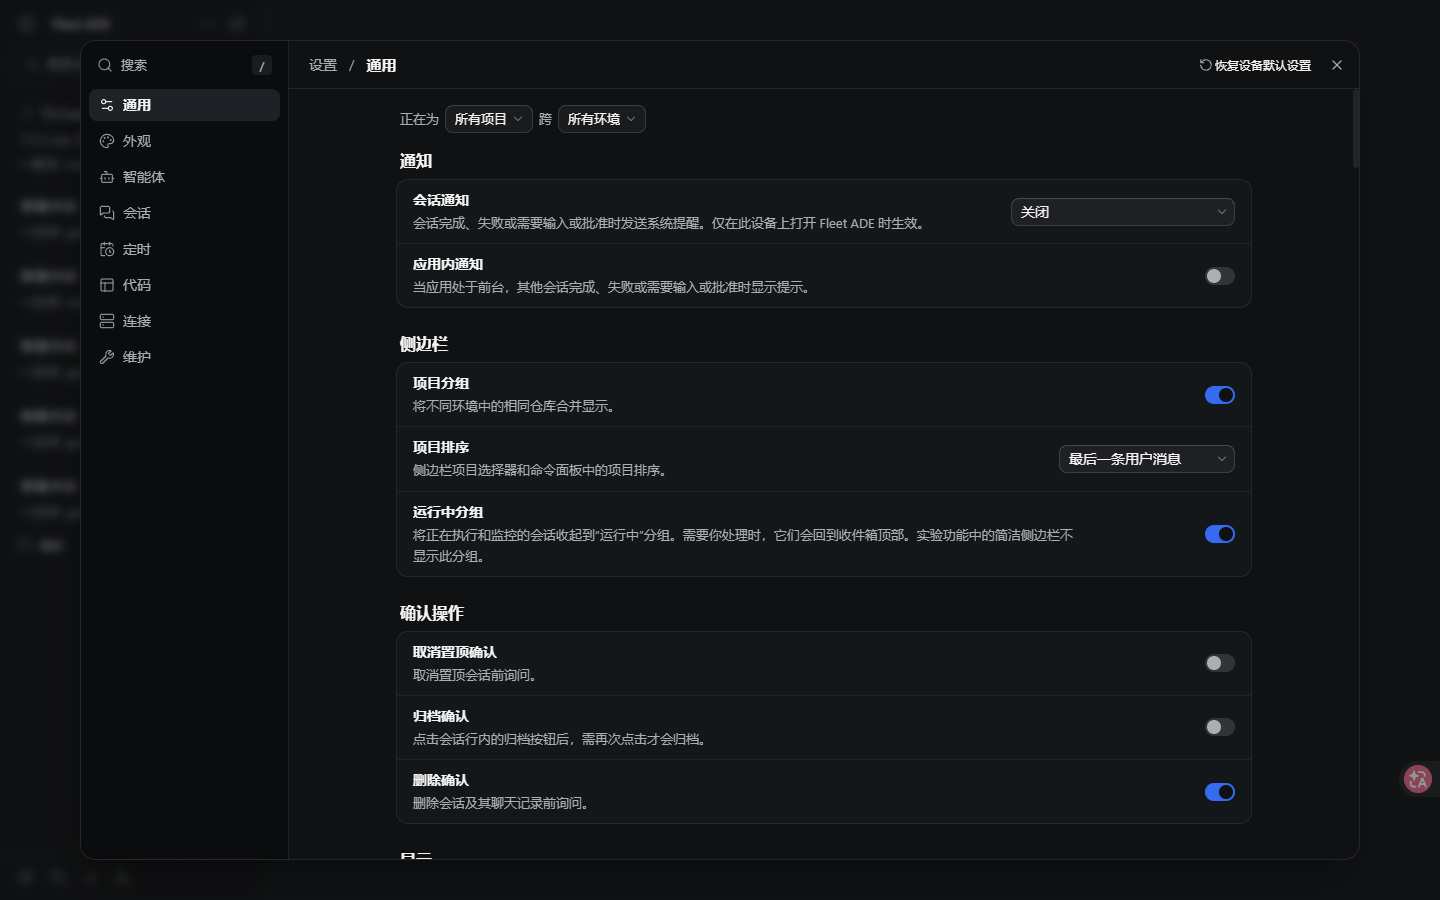 搜索
/
通用
外观
智能体
会话
定时
代码
连接
维护
设置 / 通用
恢复设备默认设置
正在为 所有项目 跨 所有环境
通知
会话通知
会话完成、失败或需要输入或批准时发送系统提醒。仅在此设备上打开 Fleet ADE 时生效。
关闭
应用内通知
当应用处于前台，其他会话完成、失败或需要输入或批准时显示提示。
侧边栏
项目分组
将不同环境中的相同仓库合并显示。
项目排序
侧边栏项目选择器和命令面板中的项目排序。
最后一条用户消息
运行中分组
将正在执行和监控的会话收起到"运行中"分组。需要你处理时，它们会回到收件箱顶部。实验功能中的简洁侧边栏不
显示此分组。
确认操作
取消置顶确认
取消置顶会话前询问。
归档确认
点击会话行内的归档按钮后，需再次点击才会归档。
删除确认
删除会话及其聊天记录前询问。